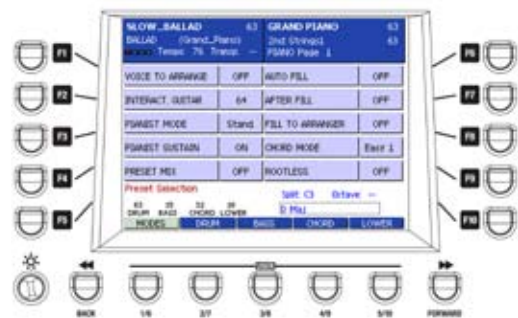 SLOW_BALLAD 63 GRAND PIANO 63
BALLAD (Grand_Piano) 2nd Strings1 63
Tempo: 76 Transp: -- PIANO Page 1
F1
F6
VOICE TO ARRANGE OFF AUTO FILL OFF
F2
F7
INTERACT. GUITAR 64 AFTER FILL OFF
F3
F8
PIANIST MODE Stand FILL TO ARRANGER OFF
F4
F9
PIANIST SUSTAIN ON CHORD MODE Easy 1
F5
F10
PRESET MIX OFF ROOTLESS OFF
Preset Selection
Split C3 Octave --
DRUM BASS CHORD LOWER
D Maj
MODES DRUM BASS CHORD LOWER
BACK 1/6 2/7 3/8 4/9 5/10 FORWARD